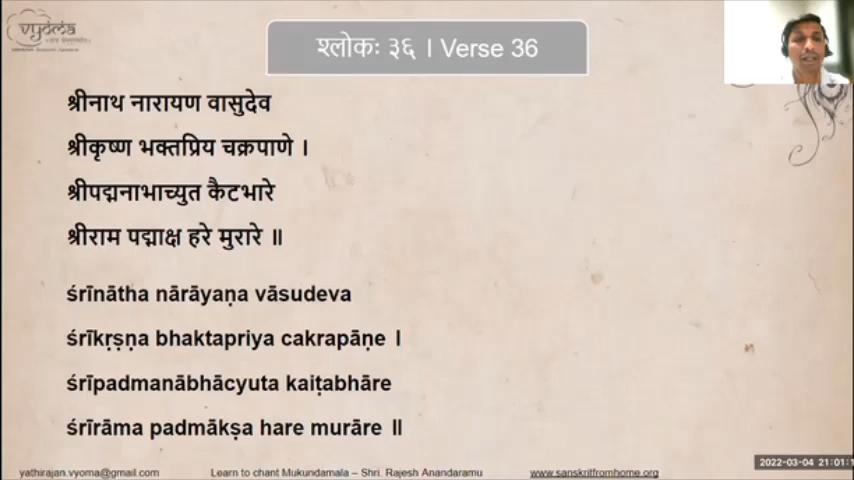 vyoma
श्लोकः ३६ । Verse 36
श्रीनाथ नारायण वासुदेव
श्रीकृष्ण भक्तप्रिय चक्रपाणे ।
श्रीपद्मनाभाच्युत कैटभारे
श्रीराम पद्माक्ष हरे मुरारे ॥
śrīnātha nārāyaṇa vāsudeva
śrīkṛṣṇa bhaktapriya cakrapāṇe ।
śrīpadmanābhācyuta kaiṭabhāre
śrīrāma padmākṣa hare murāre ॥
yathirajan.vyoma@gmail.com Learn to chant Mukundamala – Shri. Rajesh Anandaramu www.sanskritfromhome.org
2022-03-04 21:01:1